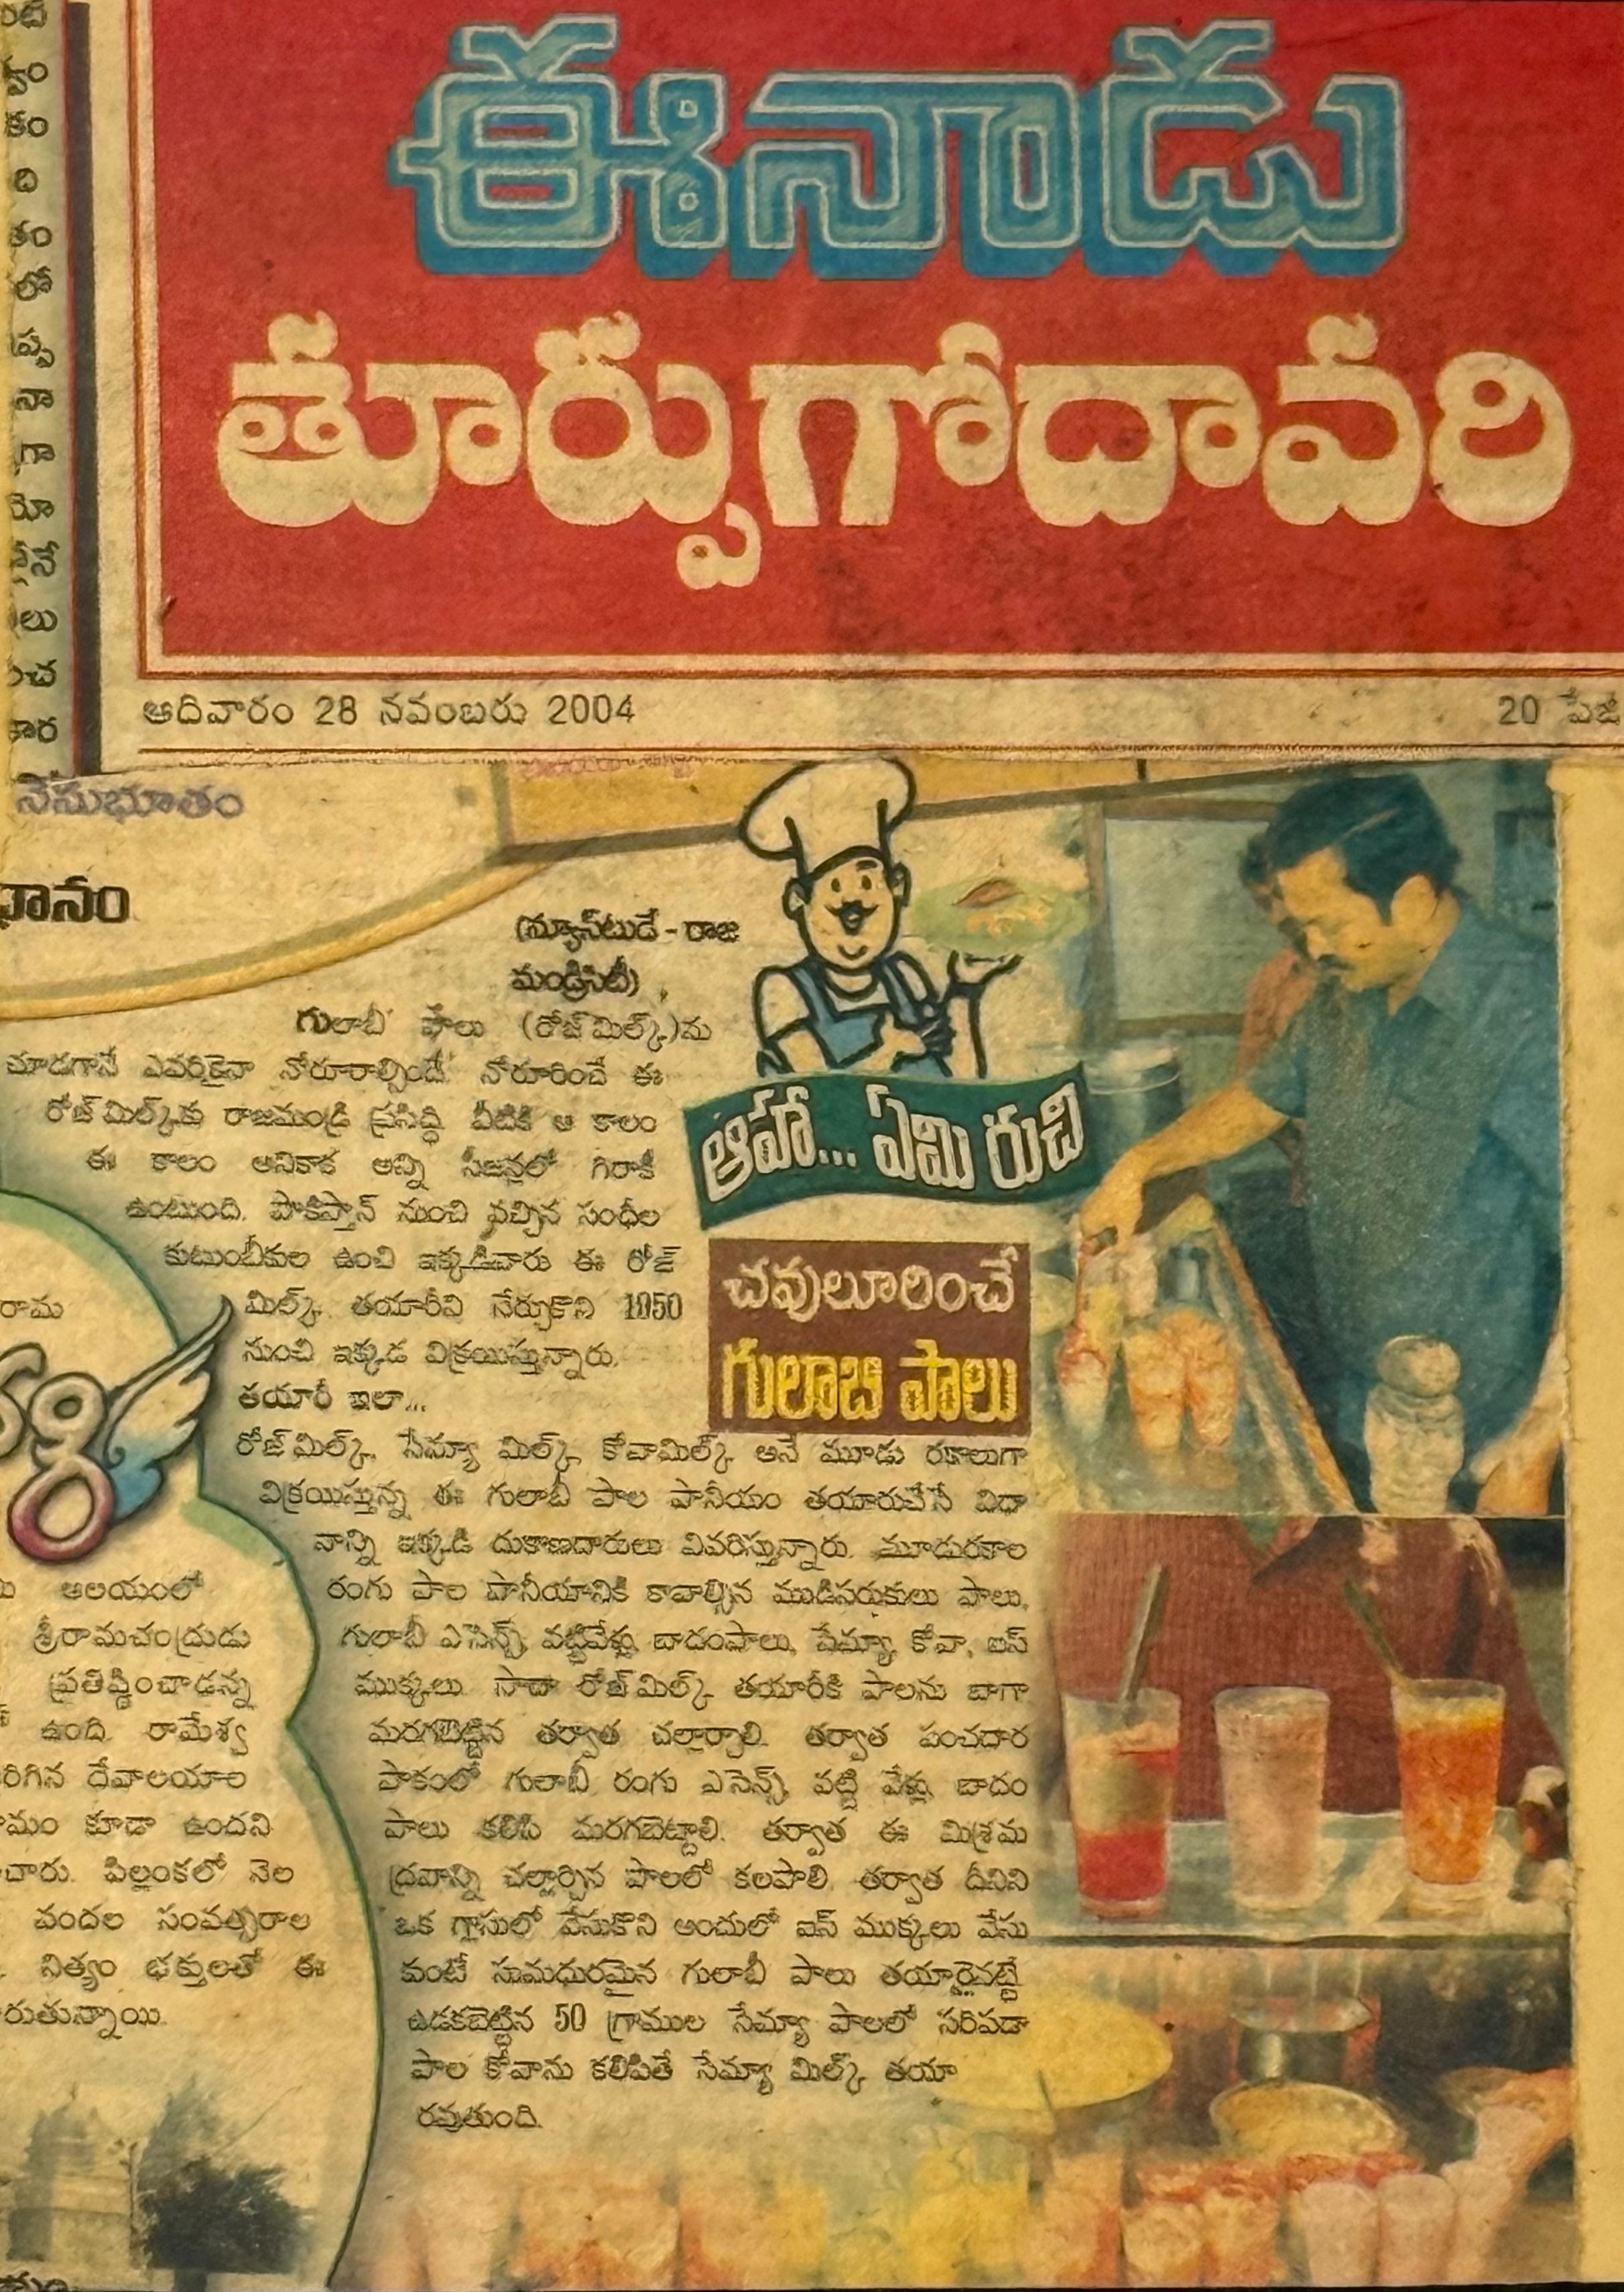 ఈనాడు
తూర్పుగోదావరి
ఆదివారం 28 నవంబరు 2004
20 పేజీ
(న్యూస్‌టుడే - రాజ
మండ్రిసిటీ)
గులాబీ పాలు (రోజ్‌మిల్క్)ను
చూడగానే ఎవరికైనా నోరూరాల్సిందే. నోరూరించే ఈ
రోజ్‌మిల్క్‌కు రాజమండ్రి ప్రసిద్ధి. వీటికి ఆ కాలం
ఈ కాలం అనికాక అన్ని సీజన్లలో గిరాకీ
ఉంటుంది. పాకిస్తాన్ నుంచి వచ్చిన సంధీల
కుటుంబీకుల ఉంచి ఇక్కడివారు ఈ రోజ్
మిల్క్ తయారీని నేర్చుకొని 1950
నుంచి ఇక్కడ విక్రయిస్తున్నారు.
తయారీ ఇలా...
ఆహా... ఏమి రుచి
చవులూరించే
గులాబి పాలు
రోజ్‌మిల్క్, సేమ్యా మిల్క్, కోవామిల్క్ అనే మూడు రకాలుగా
విక్రయిస్తున్న ఈ గులాబీ పాల పానీయం తయారుచేసే విధా
నాన్ని ఇక్కడి దుకాణదారులు వివరిస్తున్నారు. మూడురకాల
రంగు పాల పానీయానికి కావాల్సిన ముడిసరుకులు పాలు,
గులాబీ ఎసెన్స్, వట్టివేళ్లు, బాదంపాలు, సేమ్యా, కోవా, ఐస్
ముక్కలు. సాదా రోజ్‌మిల్క్ తయారీకి పాలను బాగా
మరగబెట్టిన తర్వాత చల్లార్చాలి. తర్వాత పంచదార
పాకంలో గులాబీ రంగు ఎసెన్స్, వట్టి వేళ్లు, బాదం
పాలు కలిపి మరగబెట్టాలి. తర్వాత ఈ మిశ్రమ
ద్రవాన్ని చల్లార్చిన పాలలో కలపాలి. తర్వాత దీనిని
ఒక గ్లాసులో వేసుకొని అందులో ఐస్ ముక్కలు వేసు
కుంటే సుమధురమైన గులాబీ పాలు తయారైనట్టే.
ఉడకబెట్టిన 50 గ్రాముల సేమ్యా పాలలో సరిపడా
పాల కోవాను కలిపితే సేమ్యా మిల్క్ తయా
రవుతుంది.
ఆలయంలో
శ్రీరామచంద్రుడు
ప్రతిష్ఠించాడన్న
ఉంది. రామేశ్వ
రిగిన దేవాలయాల
కూడా ఉందని
పిల్లంకలో నెల
వందల సంవత్సరాల
నిత్యం భక్తులతో ఈ